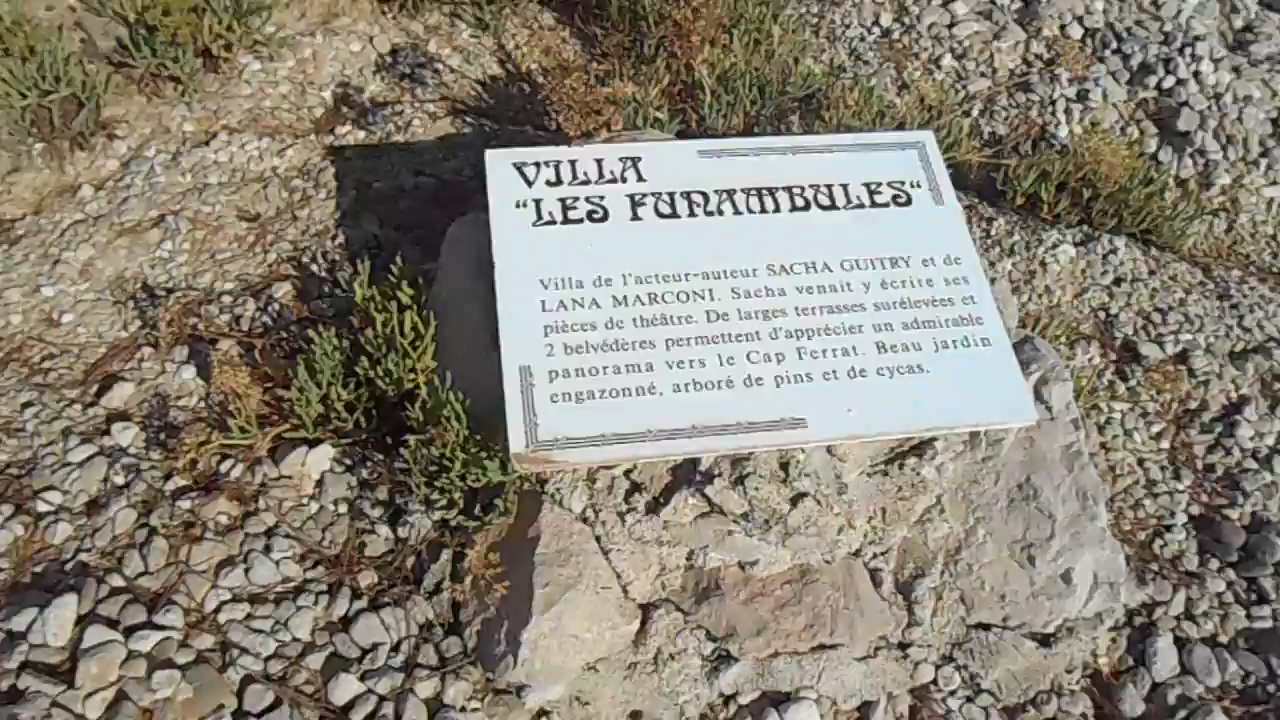 VILLA
“LES FUNAMBULES“
Villa de l'acteur-auteur SACHA GUITRY et de
LANA MARCONI. Sacha venait y écrire ses
pièces de théâtre. De larges terrasses surélevées et
2 belvédères permettent d'apprécier un admirable
panorama vers le Cap Ferrat. Beau jardin
engazonné, arboré de pins et de cycas.